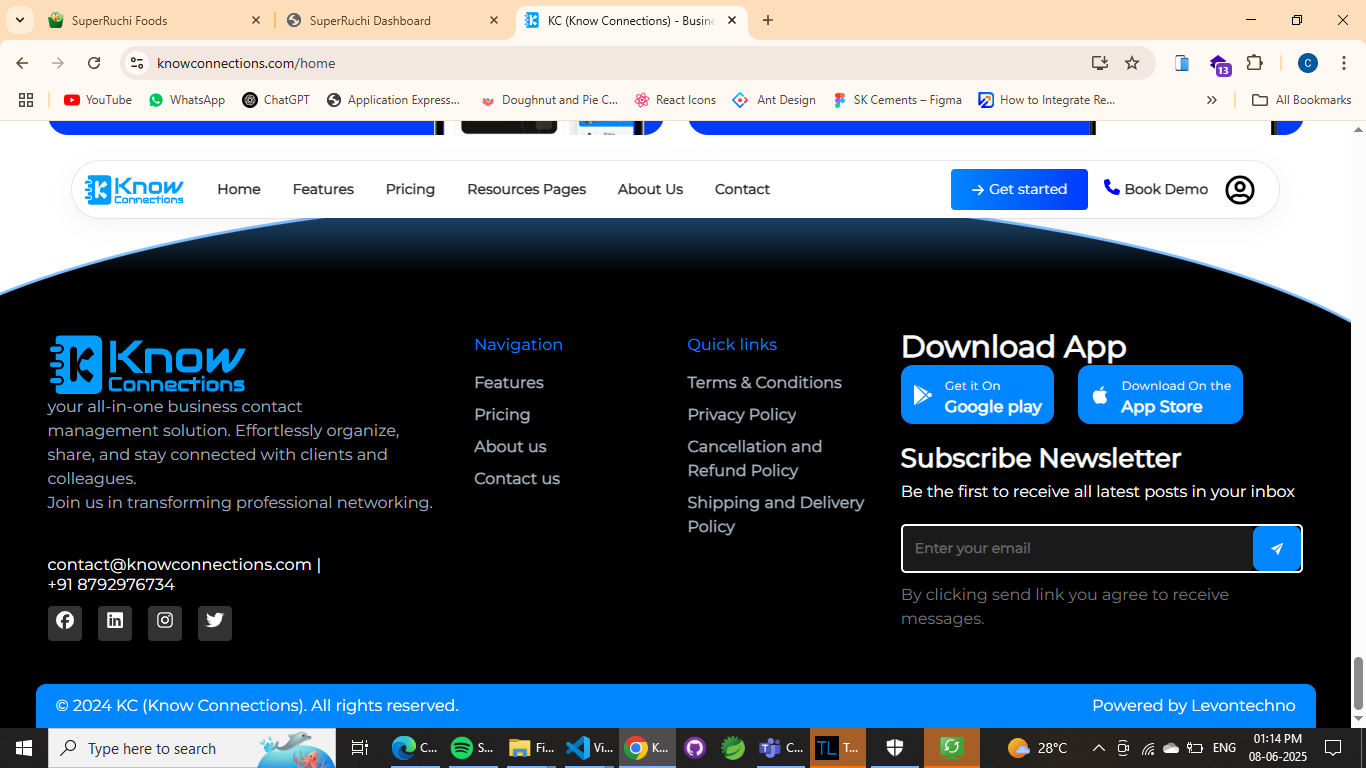 SuperRuchi Foods
SuperRuchi Dashboard
KC (Know Connections) - Busine
knowconnections.com/home
13
C
YouTube
WhatsApp
ChatGPT
Application Express...
Doughnut and Pie C...
React Icons
Ant Design
SK Cements – Figma
How to Integrate Re...
All Bookmarks
Know
Connections
Home
Features
Pricing
Resources Pages
About Us
Contact
Get started
Book Demo
Know
Connections
your all-in-one business contact
management solution. Effortlessly organize,
share, and stay connected with clients and
colleagues.
Join us in transforming professional networking.
contact@knowconnections.com |
+91 8792976734
Navigation
Features
Pricing
About us
Contact us
Quick links
Terms & Conditions
Privacy Policy
Cancellation and
Refund Policy
Shipping and Delivery
Policy
Download App
Get it On
Google play
Download On the
App Store
Subscribe Newsletter
Be the first to receive all latest posts in your inbox
Enter your email
By clicking send link you agree to receive
messages.
© 2024 KC (Know Connections). All rights reserved.
Powered by Levontechno
Type here to search
C...
S...
Fi...
Vi...
K...
C...
TL
T...
28°C
ENG
01:14 PM
08-06-2025